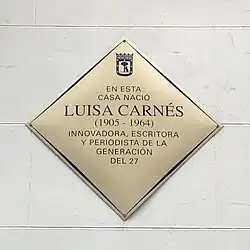 EN ESTA
CASA NACIÓ
LUISA CARNÉS
(1905 - 1964)
INNOVADORA, ESCRITORA
Y PERIODISTA DE LA
GENERACIÓN
DEL 27